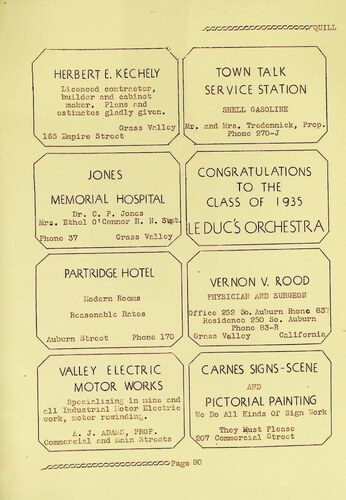 QUILL
HERBERT E. KECHELY
Licenced contractor,
builder and cabinet
maker. Plans and
estimates gladly given.
Grass Valley
165 Empire Street
TOWN TALK
SERVICE STATION
SHELL GASOLINE
Mr. and Mrs. Tredennick, Prop.
Phone 270-J
JONES
MEMORIAL HOSPITAL
Dr. C. P. Jones
Mrs. Ethel O'Connor R. N. Supt.
Phone 37 Grass Valley
CONGRATULATIONS
TO THE
CLASS OF 1935
LE DUC'S ORCHESTRA
PARTRIDGE HOTEL
Modern Rooms
Reasonable Rates
Auburn Street Phone 170
VERNON V. ROOD
PHYSICIAN AND SURGEON
Office 252 So. Auburn Phone 83
Residence 250 So. Auburn
Phone 83-R
Grass Valley California
VALLEY ELECTRIC
MOTOR WORKS
Specializing in mine and
all Industrial Motor Electric
work, motor rewinding.
A. J. ADAMS, PROP.
Commercial and Main Streets
CARNES SIGNS-SCENE
AND
PICTORIAL PAINTING
We Do All Kinds Of Sign Work
They Must Please
207 Commercial Street
Page 80